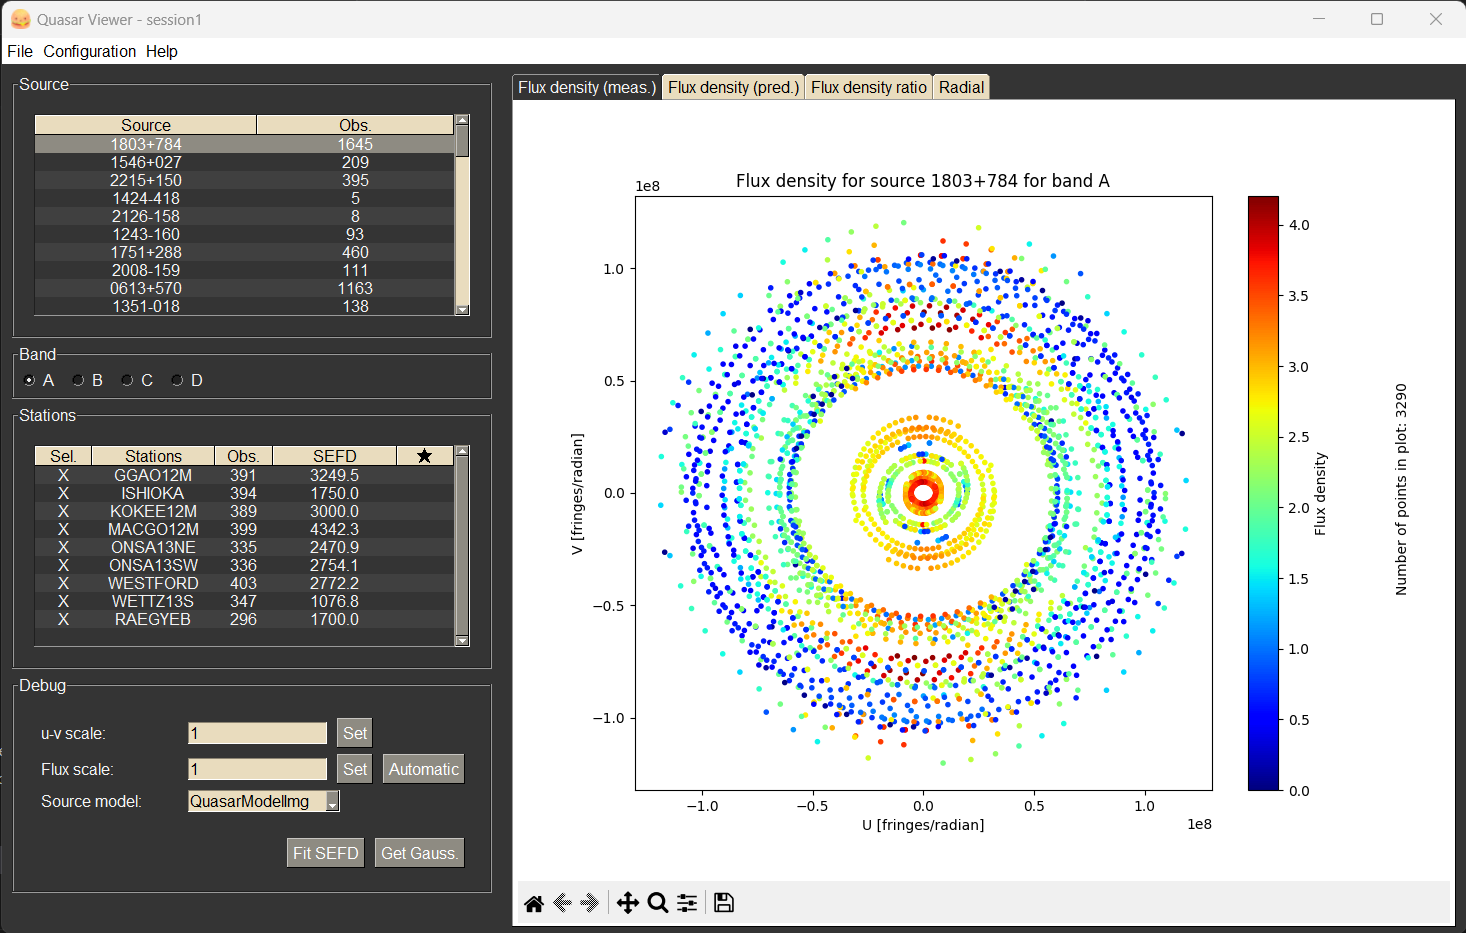 Quasar Viewer - session1
File Configuration Help
Source
Source Obs.
1803+784 1645
1546+027 209
2215+150 395
1424-418 5
2126-158 8
1243-160 93
1751+288 460
2008-159 111
0613+570 1163
1351-018 138
Band
A B C D
Stations
Sel. Stations Obs. SEFD ★
X GGAO12M 391 3249.5
X ISHIOKA 394 1750.0
X KOKEE12M 389 3000.0
X MACGO12M 399 4342.3
X ONSA13NE 335 2470.9
X ONSA13SW 336 2754.1
X WESTFORD 403 2772.2
X WETTZ13S 347 1076.8
X RAEGYEB 296 1700.0
Debug
u-v scale: 1 Set
Flux scale: 1 Set Automatic
Source model: QuasarModelImg
Fit SEFD Get Gauss.
Flux density (meas.) Flux density (pred.) Flux density ratio Radial
Flux density for source 1803+784 for band A
1e8
1.0
0.5
0.0
−0.5
−1.0
V [fringes/radian]
−1.0 −0.5 0.0 0.5 1.0
U [fringes/radian]
1e8
4.0
3.5
3.0
2.5
2.0
1.5
1.0
0.5
0.0
Flux density
Number of points in plot: 3290